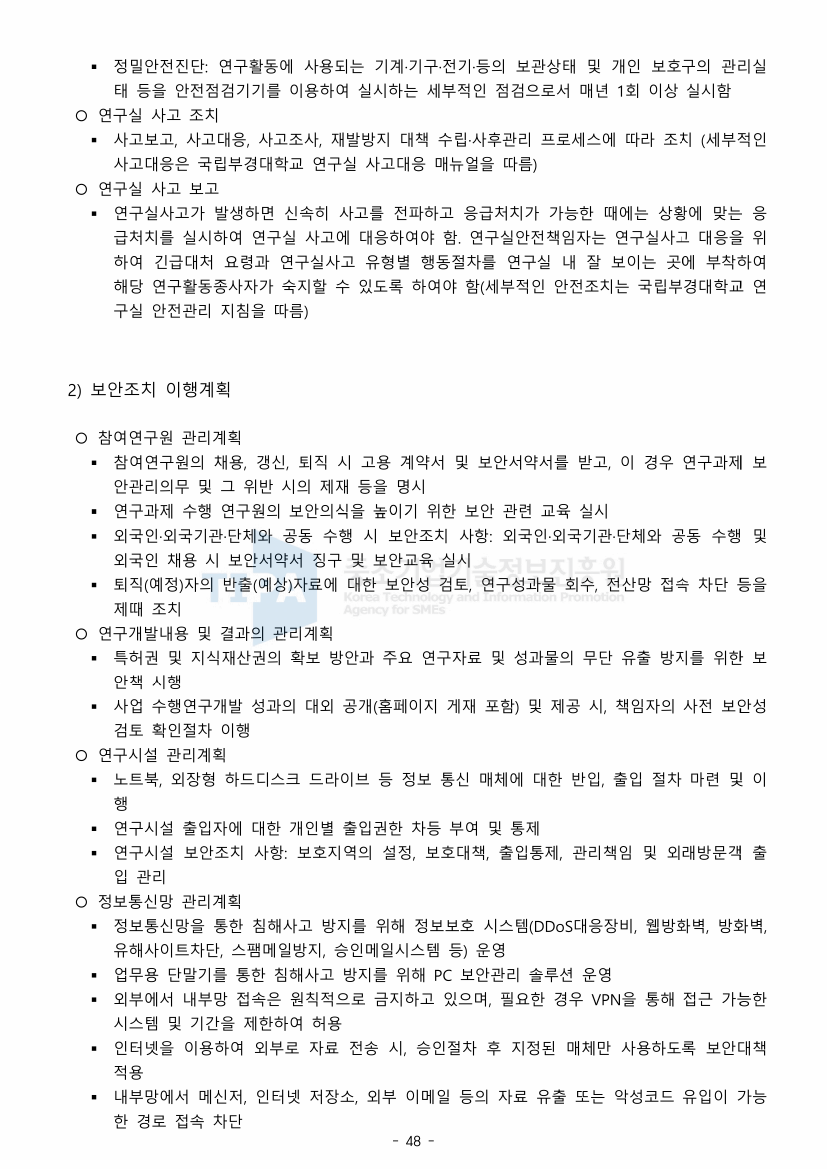 ▪ 정밀안전진단: 연구활동에 사용되는 기계·기구·전기·등의 보관상태 및 개인 보호구의 관리실
태 등을 안전점검기기를 이용하여 실시하는 세부적인 점검으로서 매년 1회 이상 실시함
○ 연구실 사고 조치
▪ 사고보고, 사고대응, 사고조사, 재발방지 대책 수립·사후관리 프로세스에 따라 조치 (세부적인
사고대응은 국립부경대학교 연구실 사고대응 매뉴얼을 따름)
○ 연구실 사고 보고
▪ 연구실사고가 발생하면 신속히 사고를 전파하고 응급처치가 가능한 때에는 상황에 맞는 응
급처치를 실시하여 연구실 사고에 대응하여야 함. 연구실안전책임자는 연구실사고 대응을 위
하여 긴급대처 요령과 연구실사고 유형별 행동절차를 연구실 내 잘 보이는 곳에 부착하여
해당 연구활동종사자가 숙지할 수 있도록 하여야 함(세부적인 안전조치는 국립부경대학교 연
구실 안전관리 지침을 따름)
2) 보안조치 이행계획
○ 참여연구원 관리계획
▪ 참여연구원의 채용, 갱신, 퇴직 시 고용 계약서 및 보안서약서를 받고, 이 경우 연구과제 보
안관리의무 및 그 위반 시의 제재 등을 명시
▪ 연구과제 수행 연구원의 보안의식을 높이기 위한 보안 관련 교육 실시
▪ 외국인·외국기관·단체와 공동 수행 시 보안조치 사항: 외국인·외국기관·단체와 공동 수행 및
외국인 채용 시 보안서약서 징구 및 보안교육 실시
▪ 퇴직(예정)자의 반출(예상)자료에 대한 보안성 검토, 연구성과물 회수, 전산망 접속 차단 등을
제때 조치
TIPA 중소기업기술정보진흥원
Korea Technology and Information Promotion
Agency for SMEs
○ 연구개발내용 및 결과의 관리계획
▪ 특허권 및 지식재산권의 확보 방안과 주요 연구자료 및 성과물의 무단 유출 방지를 위한 보
안책 시행
▪ 사업 수행연구개발 성과의 대외 공개(홈페이지 게재 포함) 및 제공 시, 책임자의 사전 보안성
검토 확인절차 이행
○ 연구시설 관리계획
▪ 노트북, 외장형 하드디스크 드라이브 등 정보 통신 매체에 대한 반입, 출입 절차 마련 및 이
행
▪ 연구시설 출입자에 대한 개인별 출입권한 차등 부여 및 통제
▪ 연구시설 보안조치 사항: 보호지역의 설정, 보호대책, 출입통제, 관리책임 및 외래방문객 출
입 관리
○ 정보통신망 관리계획
▪ 정보통신망을 통한 침해사고 방지를 위해 정보보호 시스템(DDoS대응장비, 웹방화벽, 방화벽,
유해사이트차단, 스팸메일방지, 승인메일시스템 등) 운영
▪ 업무용 단말기를 통한 침해사고 방지를 위해 PC 보안관리 솔루션 운영
▪ 외부에서 내부망 접속은 원칙적으로 금지하고 있으며, 필요한 경우 VPN을 통해 접근 가능한
시스템 및 기간을 제한하여 허용
▪ 인터넷을 이용하여 외부로 자료 전송 시, 승인절차 후 지정된 매체만 사용하도록 보안대책
적용
▪ 내부망에서 메신저, 인터넷 저장소, 외부 이메일 등의 자료 유출 또는 악성코드 유입이 가능
한 경로 접속 차단
- 48 -